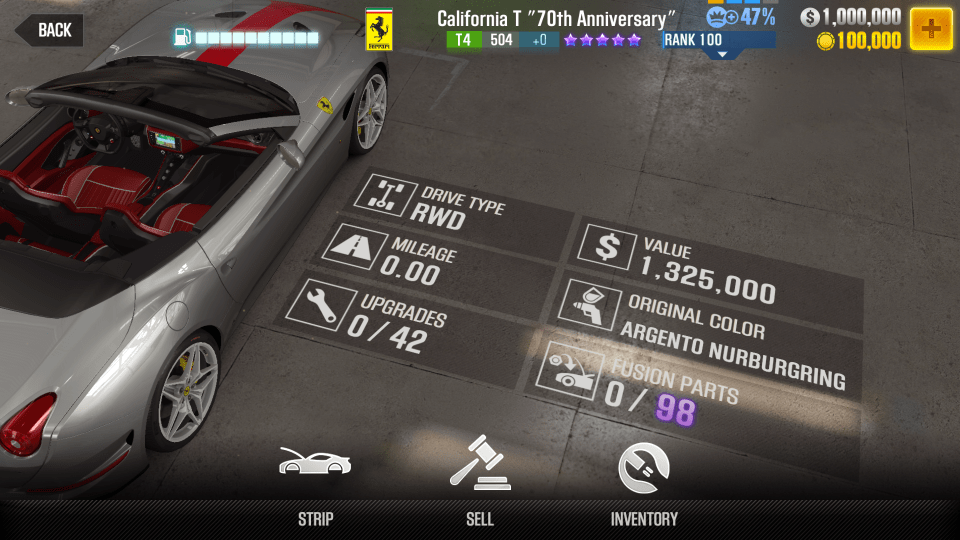 BACK
Ferrari
California T "70th Anniversary"
T4 504 +0
47%
RANK 100
1,000,000
100,000
DRIVE TYPE
RWD
MILEAGE
0.00
UPGRADES
0/42
VALUE
1,325,000
ORIGINAL COLOR
ARGENTO NURBURGRING
FUSION PARTS
0/98
STRIP
SELL
INVENTORY